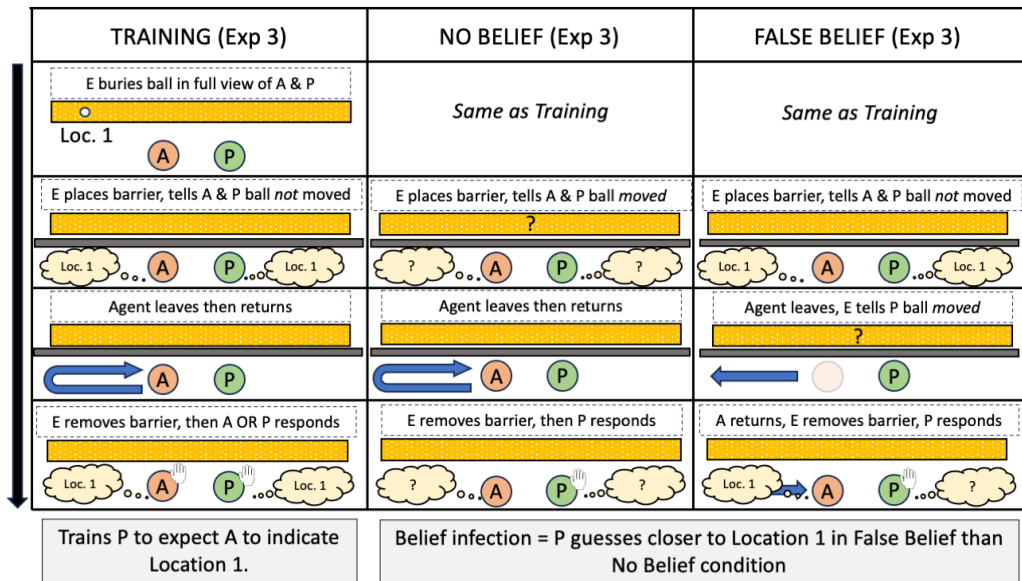 TRAINING (Exp 3)
NO BELIEF (Exp 3)
FALSE BELIEF (Exp 3)
E buries ball in full view of A & P
Loc. 1
A
P
Same as Training
Same as Training
E places barrier, tells A & P ball not moved
Loc. 1
A
P
Loc. 1
E places barrier, tells A & P ball moved
?
?
A
P
?
E places barrier, tells A & P ball not moved
Loc. 1
A
P
Loc. 1
Agent leaves then returns
A
P
Agent leaves then returns
A
P
Agent leaves, E tells P ball moved
?
P
E removes barrier, then A OR P responds
Loc. 1
A
P
Loc. 1
E removes barrier, then P responds
?
A
P
?
A returns, E removes barrier, P responds
Loc. 1
A
P
?
Trains P to expect A to indicate
Location 1.
Belief infection = P guesses closer to Location 1 in False Belief than
No Belief condition